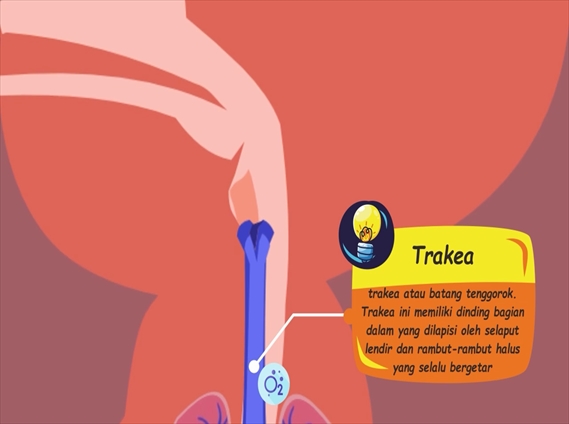 Trakea
trakea atau batang tenggorok.
Trakea ini memiliki dinding bagian
dalam yang dilapisi oleh selaput
lendir dan rambut-rambut halus
yang selalu bergetar
O2